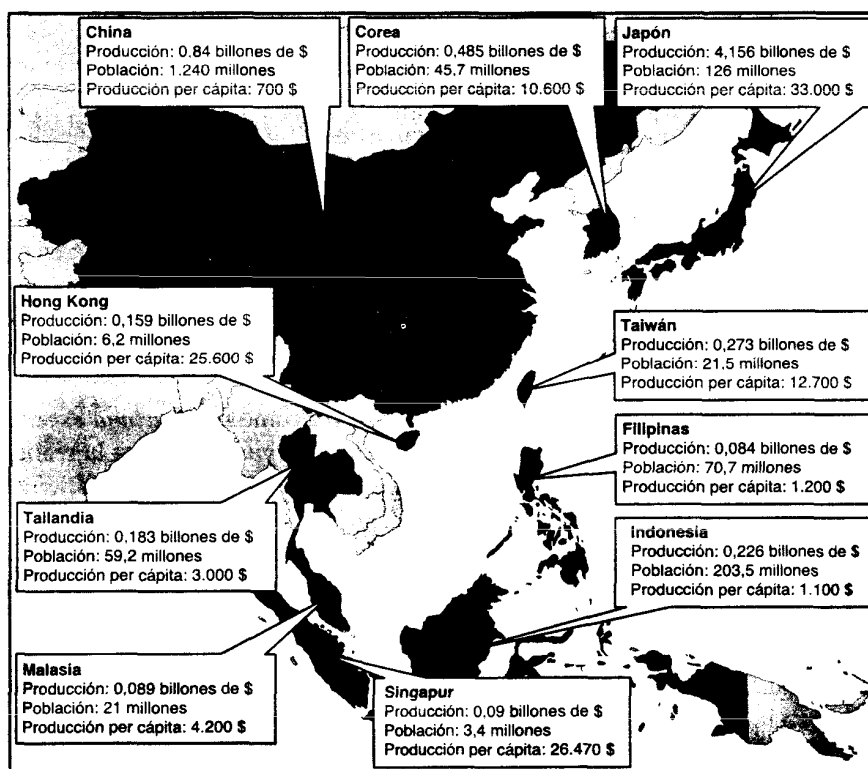 China
Producción: 0,84 billones de $
Población: 1.240 millones
Producción per cápita: 700 $
Corea
Producción: 0,485 billones de $
Población: 45,7 millones
Producción per cápita: 10.600 $
Japón
Producción: 4,156 billones de $
Población: 126 millones
Producción per cápita: 33.000 $
Hong Kong
Producción: 0,159 billones de $
Población: 6,2 millones
Producción per cápita: 25.600 $
Taiwán
Producción: 0,273 billones de $
Población: 21,5 millones
Producción per cápita: 12.700 $
Filipinas
Producción: 0,084 billones de $
Población: 70,7 millones
Producción per cápita: 1.200 $
Tailandia
Producción: 0,183 billones de $
Población: 59,2 millones
Producción per cápita: 3.000 $
Indonesia
Producción: 0,226 billones de $
Población: 203,5 millones
Producción per cápita: 1.100 $
Malasia
Producción: 0,089 billones de $
Población: 21 millones
Producción per cápita: 4.200 $
Singapur
Producción: 0,09 billones de $
Población: 3,4 millones
Producción per cápita: 26.470 $